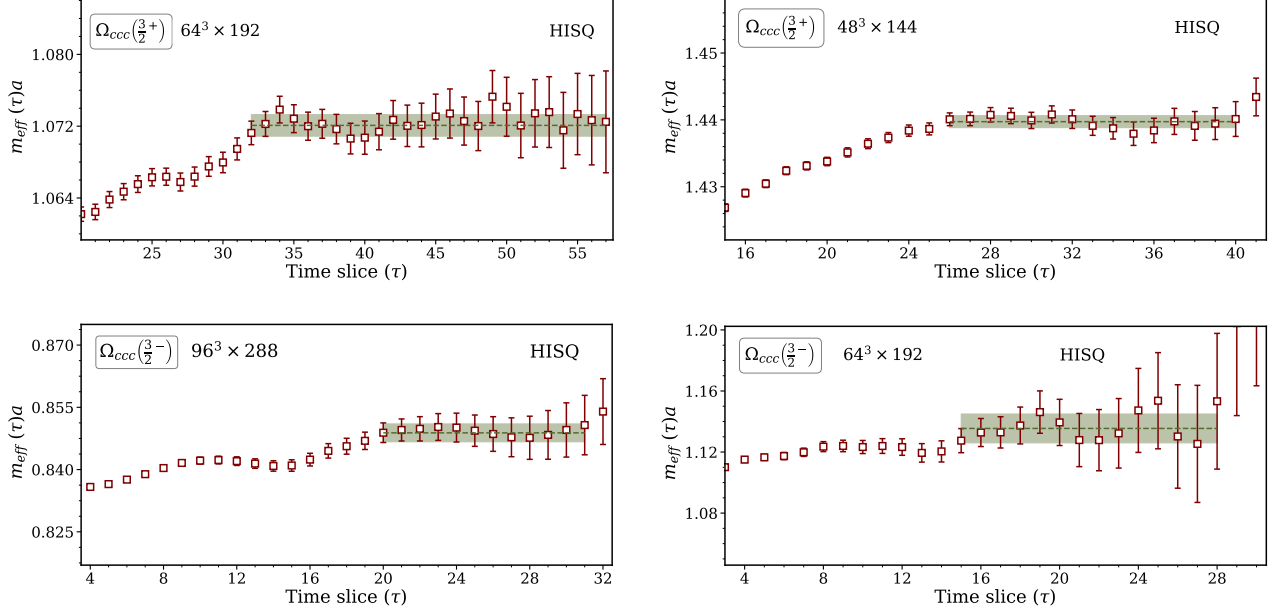 Ω_ccc(3/2+) 64³ × 192 HISQ
m_eff (τ)a
1.080
1.072
1.064
25 30 35 40 45 50 55
Time slice (τ)
Ω_ccc(3/2+) 48³ × 144 HISQ
m_eff (τ)a
1.45
1.44
1.43
16 20 24 28 32 36 40
Time slice (τ)
Ω_ccc(3/2−) 96³ × 288 HISQ
m_eff (τ)a
0.870
0.855
0.840
0.825
4 8 12 16 20 24 28 32
Time slice (τ)
Ω_ccc(3/2−) 64³ × 192 HISQ
m_eff (τ)a
1.20
1.16
1.12
1.08
4 8 12 16 20 24 28
Time slice (τ)